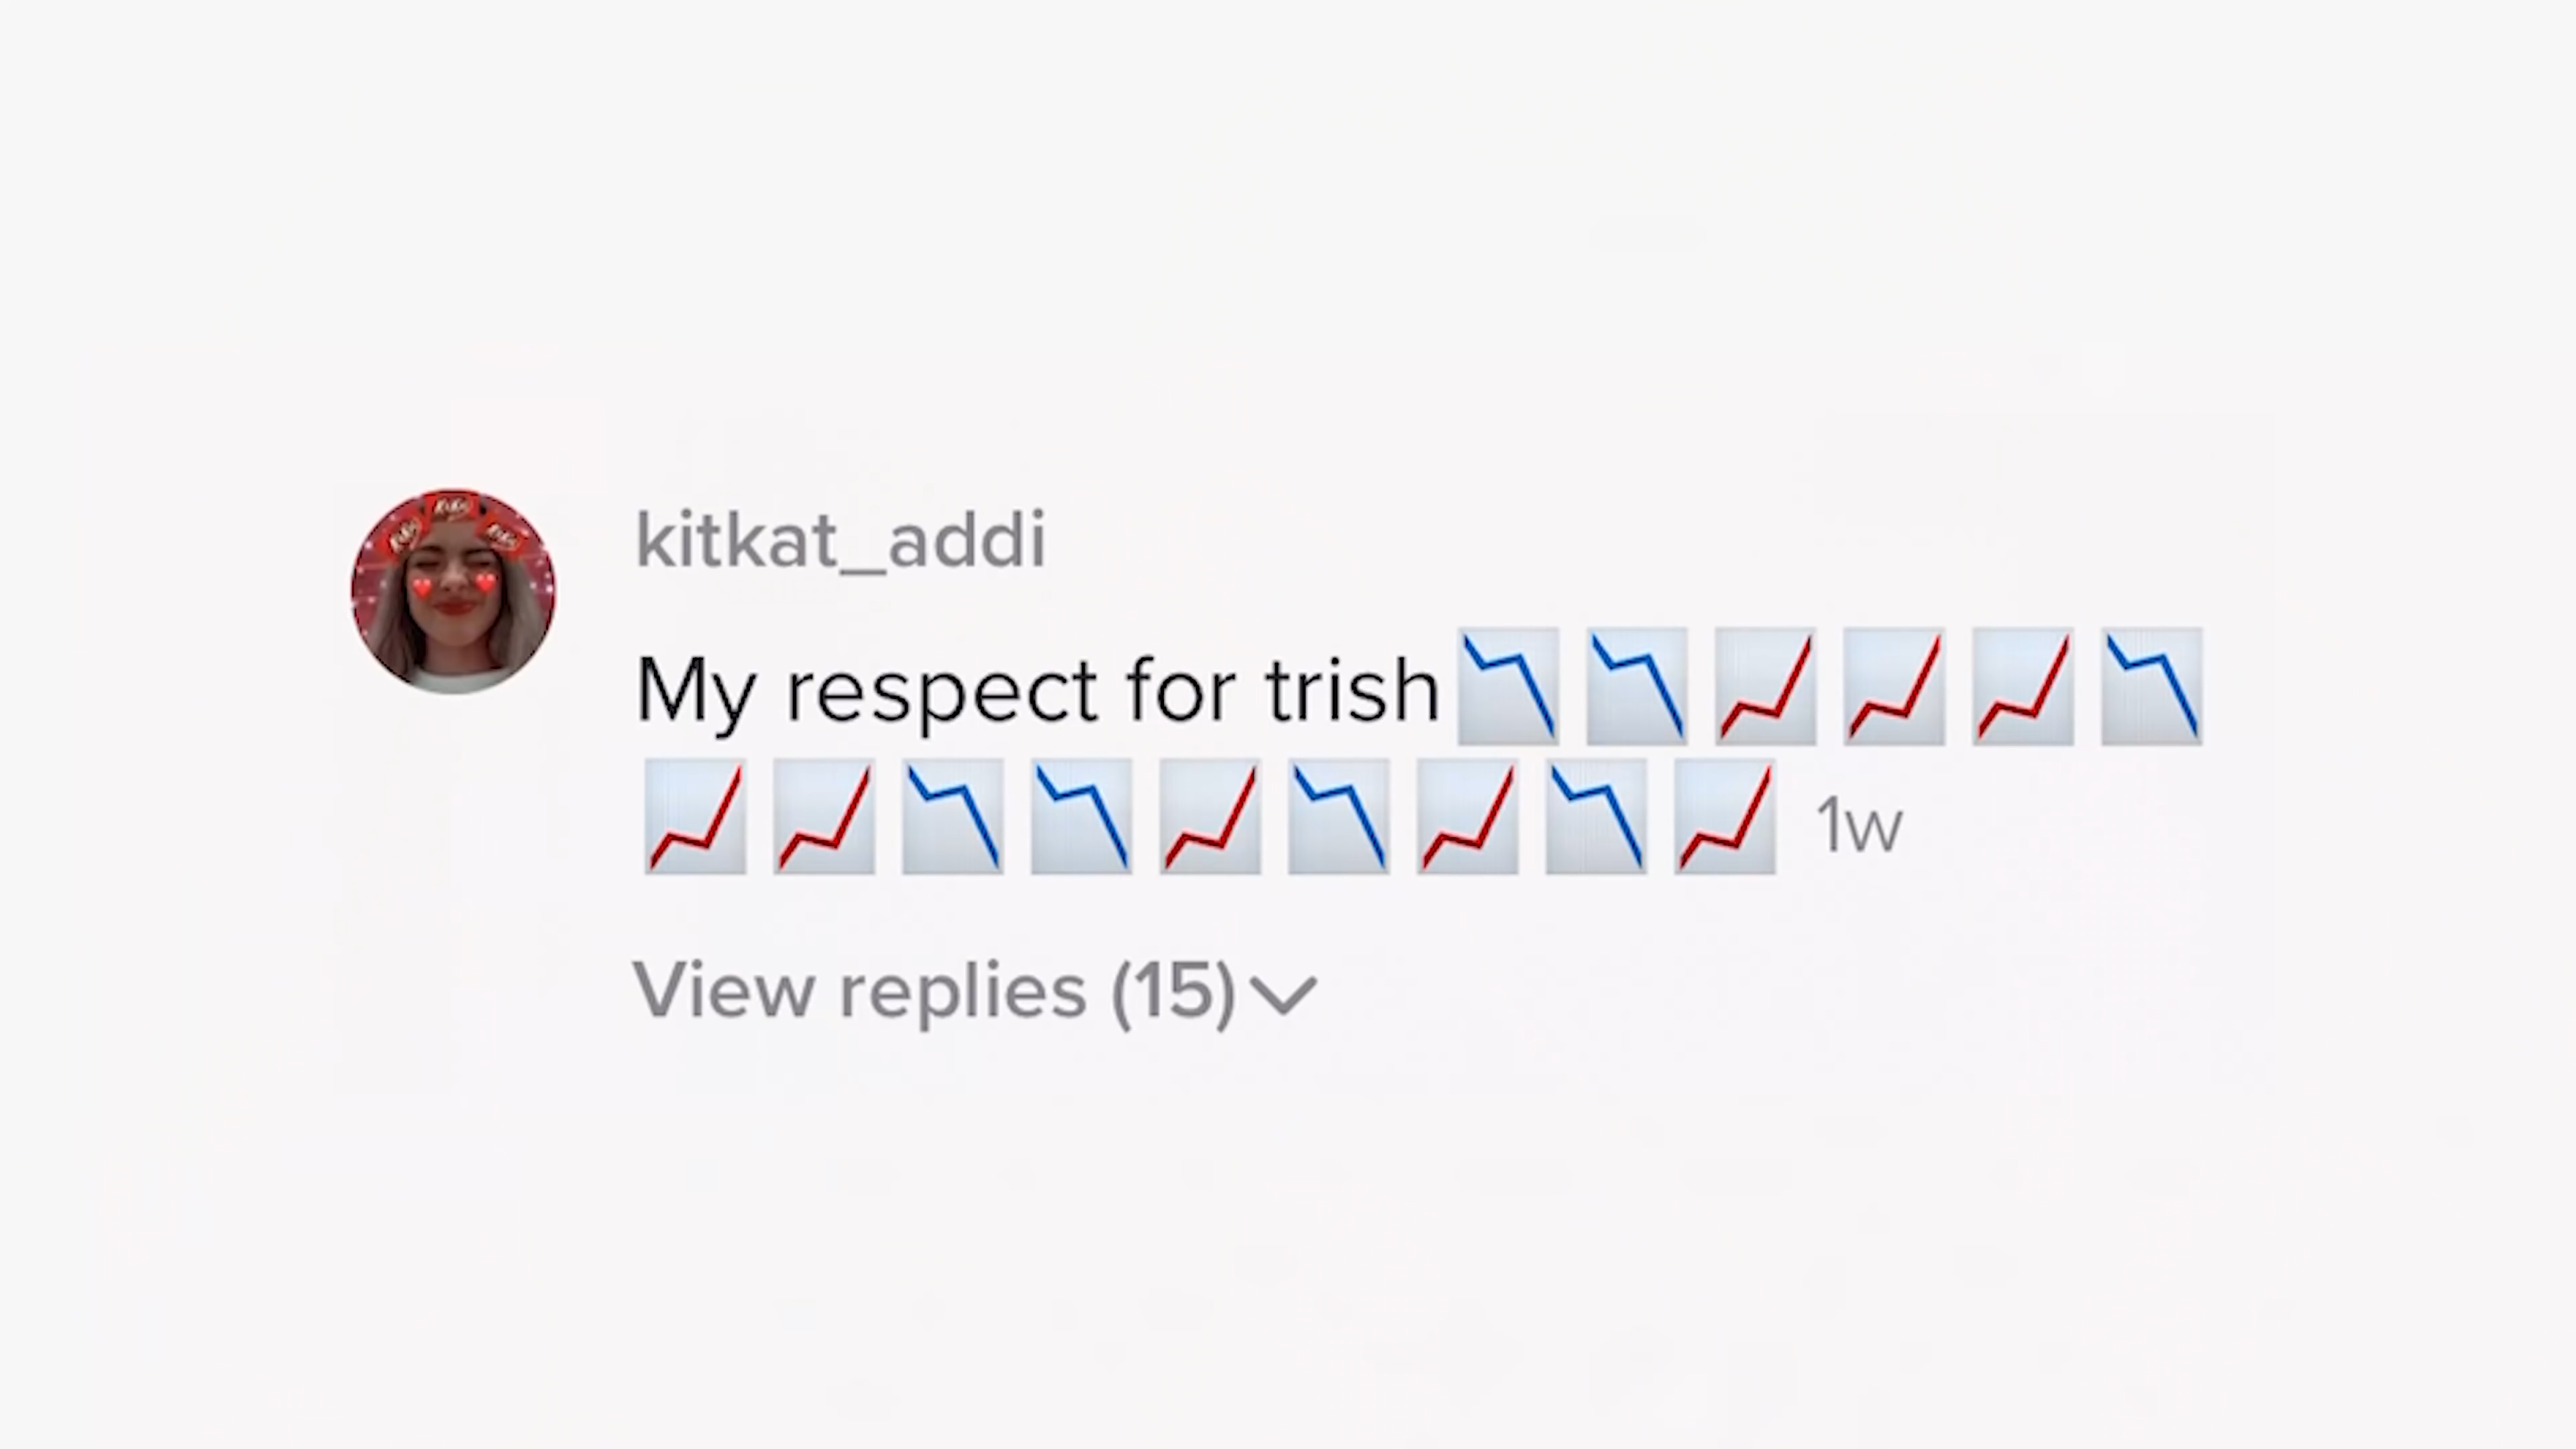 kitkat_addi
My respect for trish📉📉📈📈📈📉
📈📈📉📉📈📉📈📉📈 1w
View replies (15)